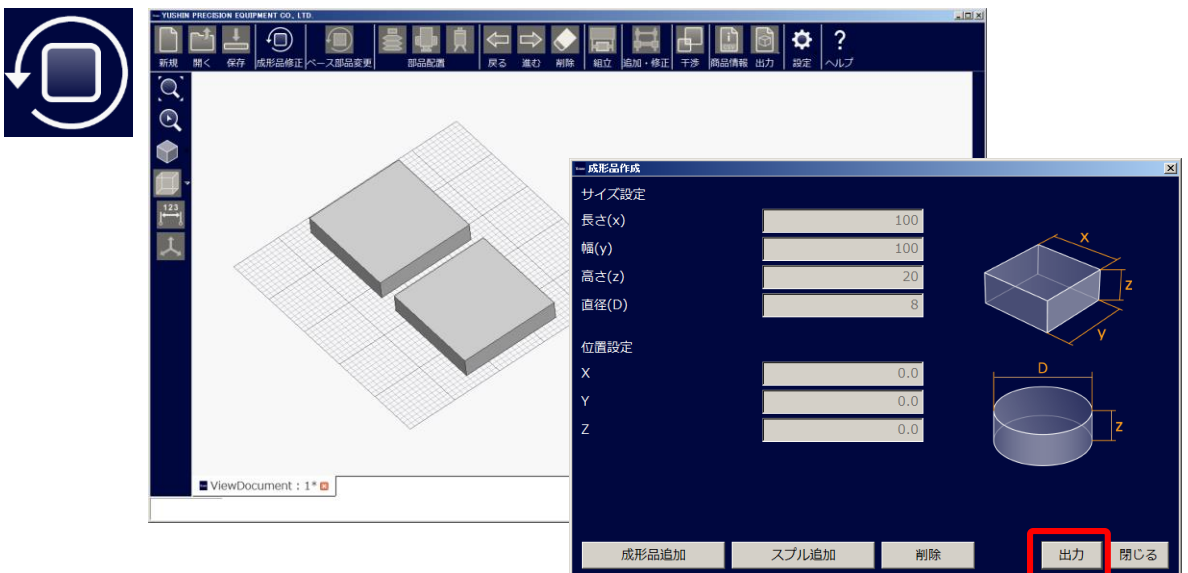 YUSHIN PRECISION EQUIPMENT CO., LTD.
新規 開く 保存 成形品修正 ベース部品変更 部品配置 戻る 進む 削除 組立 追加・修正 干渉 商品情報 出力 設定 ヘルプ
?
123
成形品作成
サイズ設定
長さ(x) 100
幅(y) 100
高さ(z) 20
直径(D) 8
X
Z
y
位置設定
X 0.0
Y 0.0
Z 0.0
D
Z
ViewDocument : 1*
成形品追加 スプル追加 削除 出力 閉じる